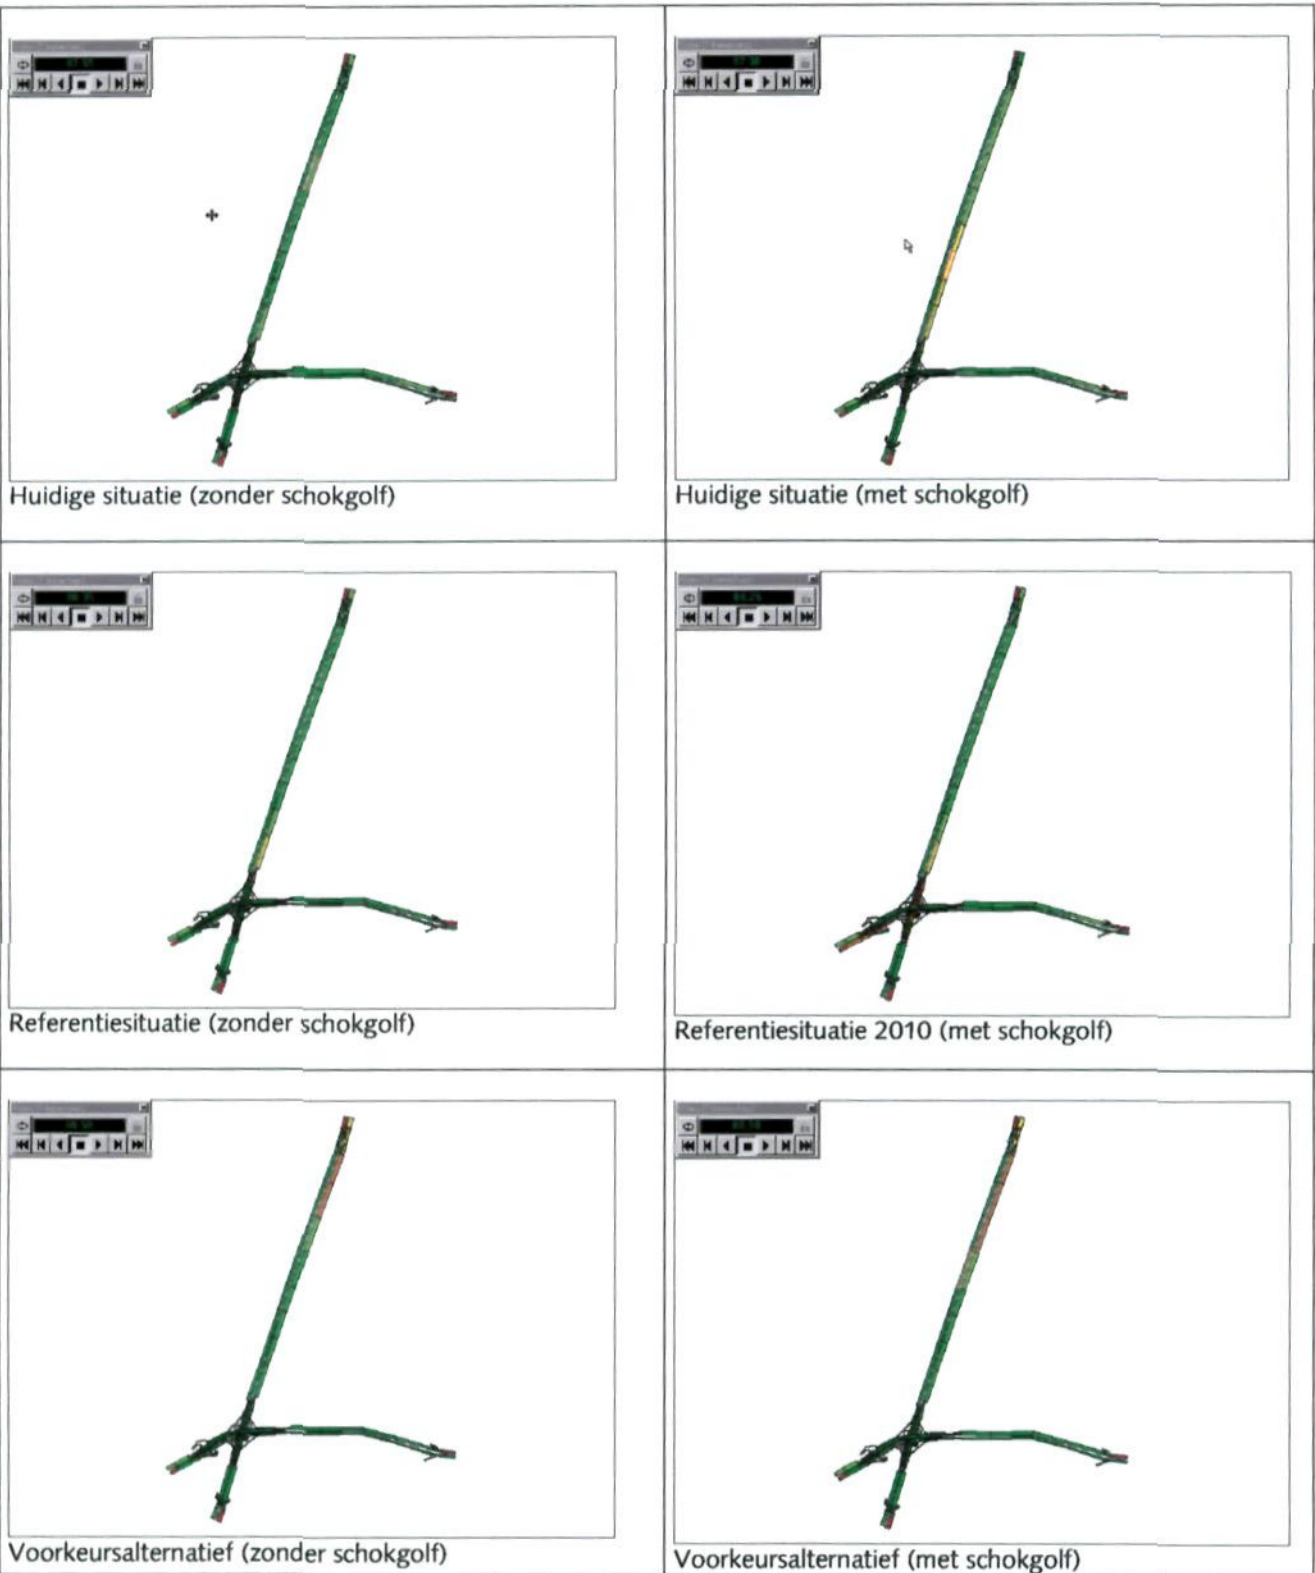 Huidige situatie (zonder schokgolf)
Huidige situatie (met schokgolf)
Referentiesituatie (zonder schokgolf)
Referentiesituatie 2010 (met schokgolf)
Voorkeursalternatief (zonder schokgolf)
Voorkeursalternatief (met schokgolf)